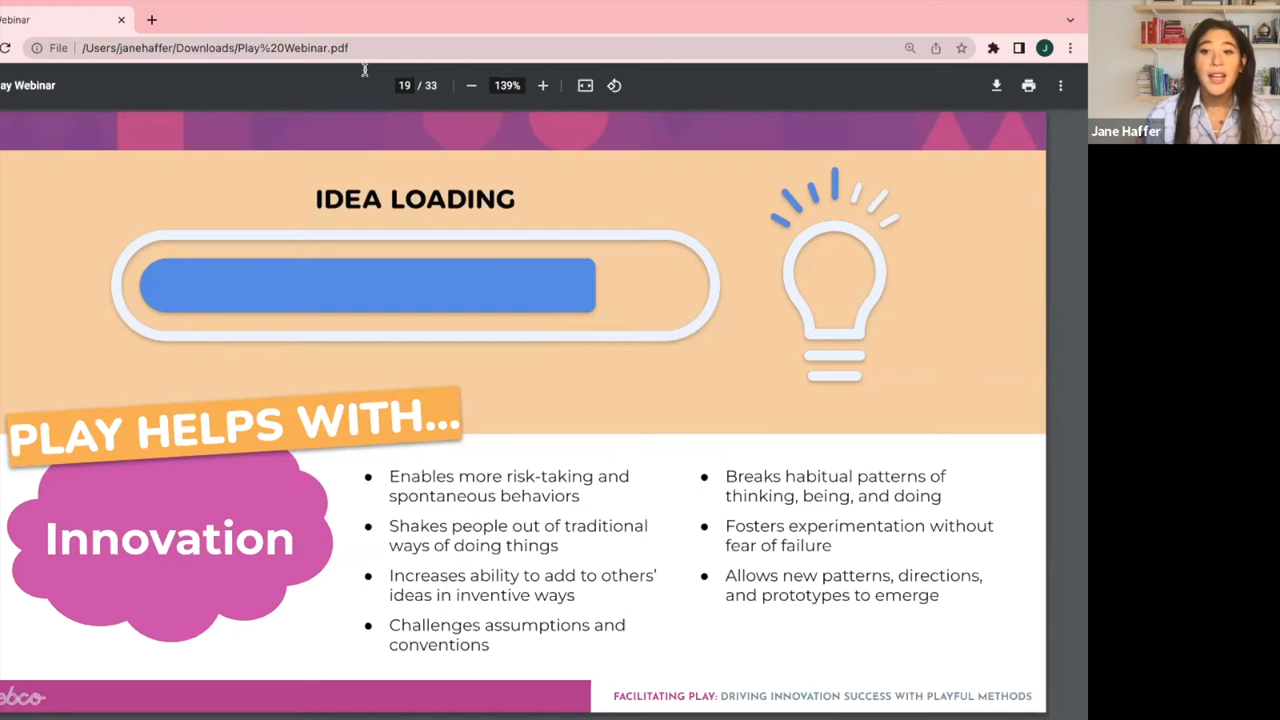 ebinar
File
/Users/janehaffer/Downloads/Play%20Webinar.pdf
J
ay Webinar
19 / 33
139%
Jane Haffer
IDEA LOADING
PLAY HELPS WITH...
Innovation
• Enables more risk-taking and
spontaneous behaviors
• Shakes people out of traditional
ways of doing things
• Increases ability to add to others'
ideas in inventive ways
• Challenges assumptions and
conventions
• Breaks habitual patterns of
thinking, being, and doing
• Fosters experimentation without
fear of failure
• Allows new patterns, directions,
and prototypes to emerge
ebco
FACILITATING PLAY: DRIVING INNOVATION SUCCESS WITH PLAYFUL METHODS